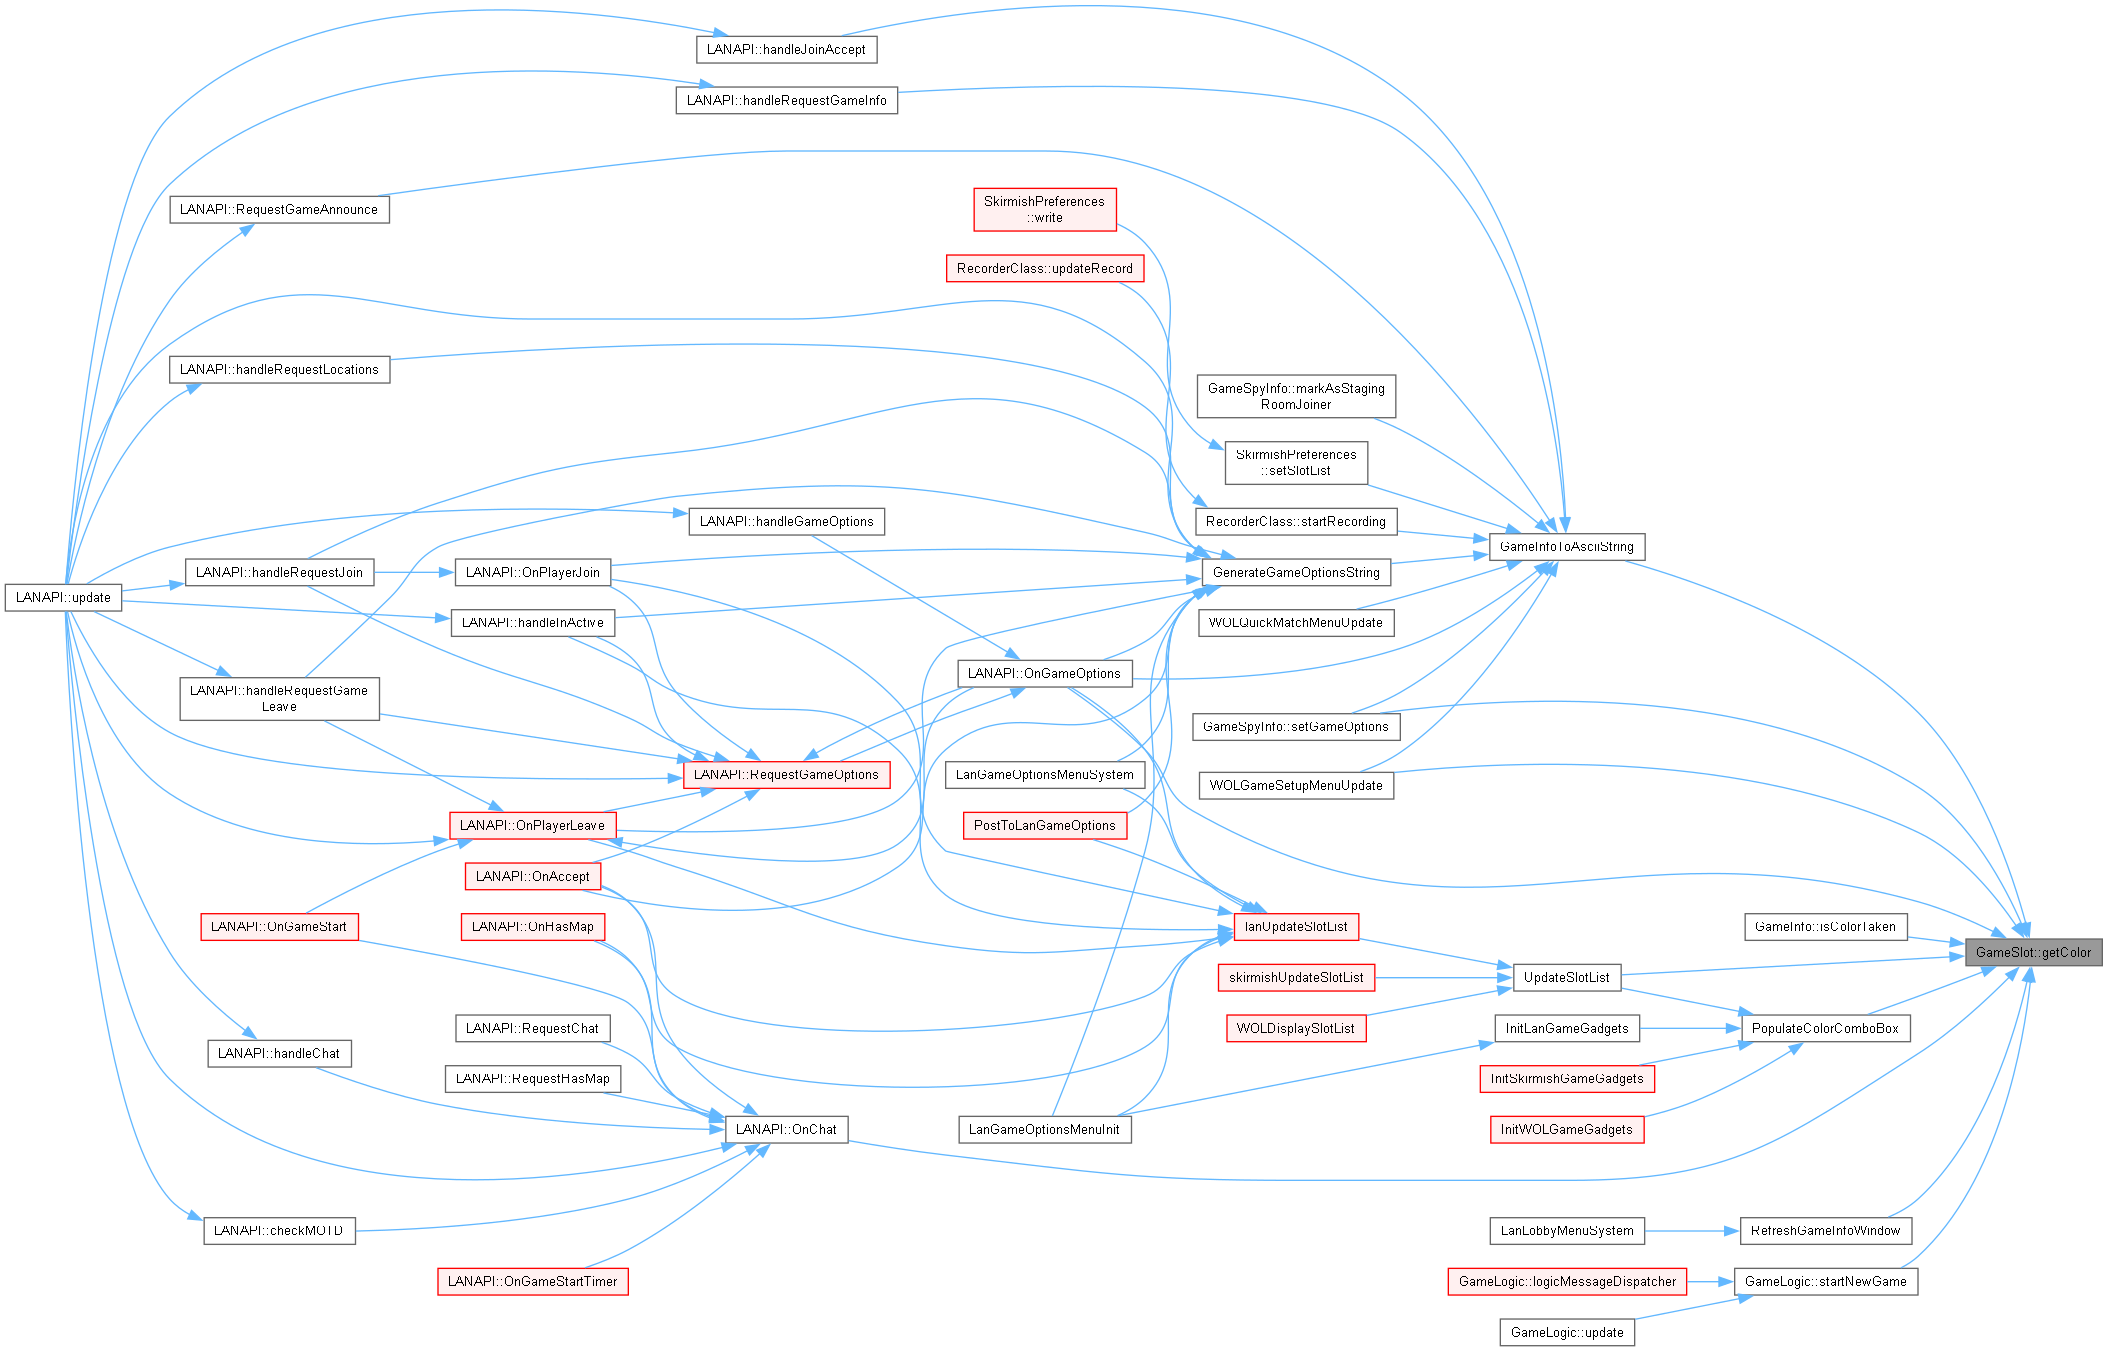 LANAPI::handleJoinAccept
LANAPI::handleRequestGameInfo
LANAPI::RequestGameAnnounce
SkirmishPreferences
::write
RecorderClass::updateRecord
LANAPI::handleRequestLocations
GameSpyInfo::markAsStaging
RoomJoiner
SkirmishPreferences
::setSlotList
LANAPI::handleGameOptions
RecorderClass::startRecording
GameInfoToAsciiString
LANAPI::handleRequestJoin
LANAPI::OnPlayerJoin
GenerateGameOptionsString
LANAPI::update
LANAPI::handleInActive
WOLQuickMatchMenuUpdate
LANAPI::OnGameOptions
LANAPI::handleRequestGame
Leave
GameSpyInfo::setGameOptions
LANAPI::RequestGameOptions
LanGameOptionsMenuSystem
WOLGameSetupMenuUpdate
LANAPI::OnPlayerLeave
PostToLanGameOptions
LANAPI::OnAccept
LANAPI::OnGameStart
LANAPI::OnHasMap
lanUpdateSlotList
GameInfo::isColorTaken
GameSlot::getColor
skirmishUpdateSlotList
UpdateSlotList
LANAPI::RequestChat
WOLDisplaySlotList
InitLanGameGadgets
PopulateColorComboBox
LANAPI::handleChat
LANAPI::RequestHasMap
InitSkirmishGameGadgets
LANAPI::OnChat
LanGameOptionsMenuInit
InitWOLGameGadgets
LANAPI::checkMOTD
LanLobbyMenuSystem
RefreshGameInfoWindow
LANAPI::OnGameStartTimer
GameLogic::logicMessageDispatcher
GameLogic::startNewGame
GameLogic::update